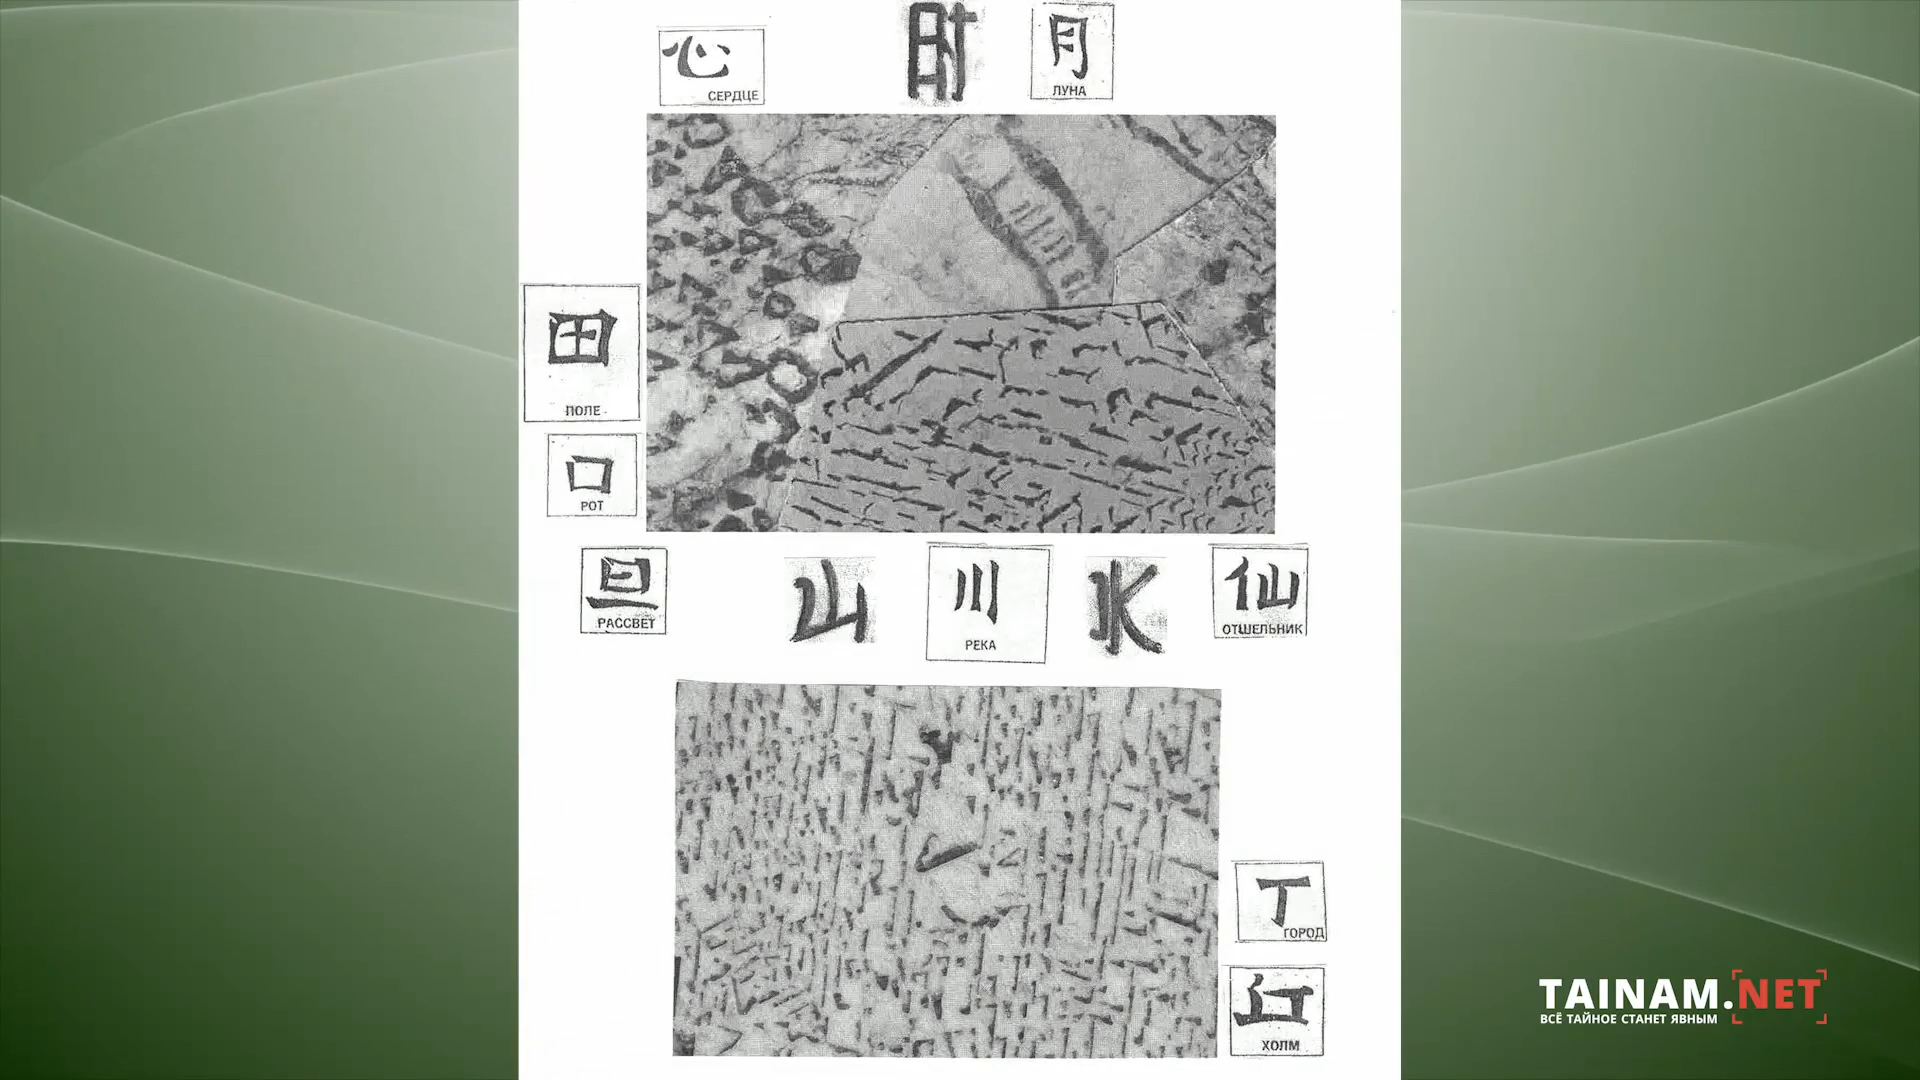 心
СЕРДЦЕ
月
ЛУНА
田
ПОЛЕ
口
РОТ
旦
РАССВЕТ
山
川
РЕКА
水
仙
ОТШЕЛЬНИК
丁
ГОРОД
丘
ХОЛМ
TAINAM.NET
ВСЁ ТАЙНОЕ СТАНЕТ ЯВНЫМ